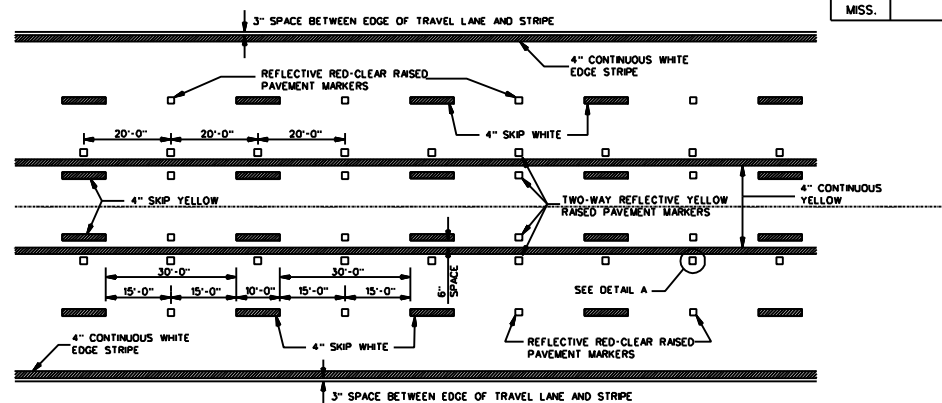 MISS.
3" SPACE BETWEEN EDGE OF TRAVEL LANE AND STRIPE
4" CONTINUOUS WHITE
EDGE STRIPE
REFLECTIVE RED-CLEAR RAISED
PAVEMENT MARKERS
20'-0" 20'-0" 20'-0"
4" SKIP WHITE
4" SKIP YELLOW
TWO-WAY REFLECTIVE YELLOW
RAISED PAVEMENT MARKERS
4" CONTINUOUS
YELLOW
30'-0" 30'-0"
15'-0" 15'-0" 10'-0" 15'-0" 15'-0"
6"
SPACE
SEE DETAIL A
4" CONTINUOUS WHITE
EDGE STRIPE
4" SKIP WHITE
REFLECTIVE RED-CLEAR RAISED
PAVEMENT MARKERS
3" SPACE BETWEEN EDGE OF TRAVEL LANE AND STRIPE